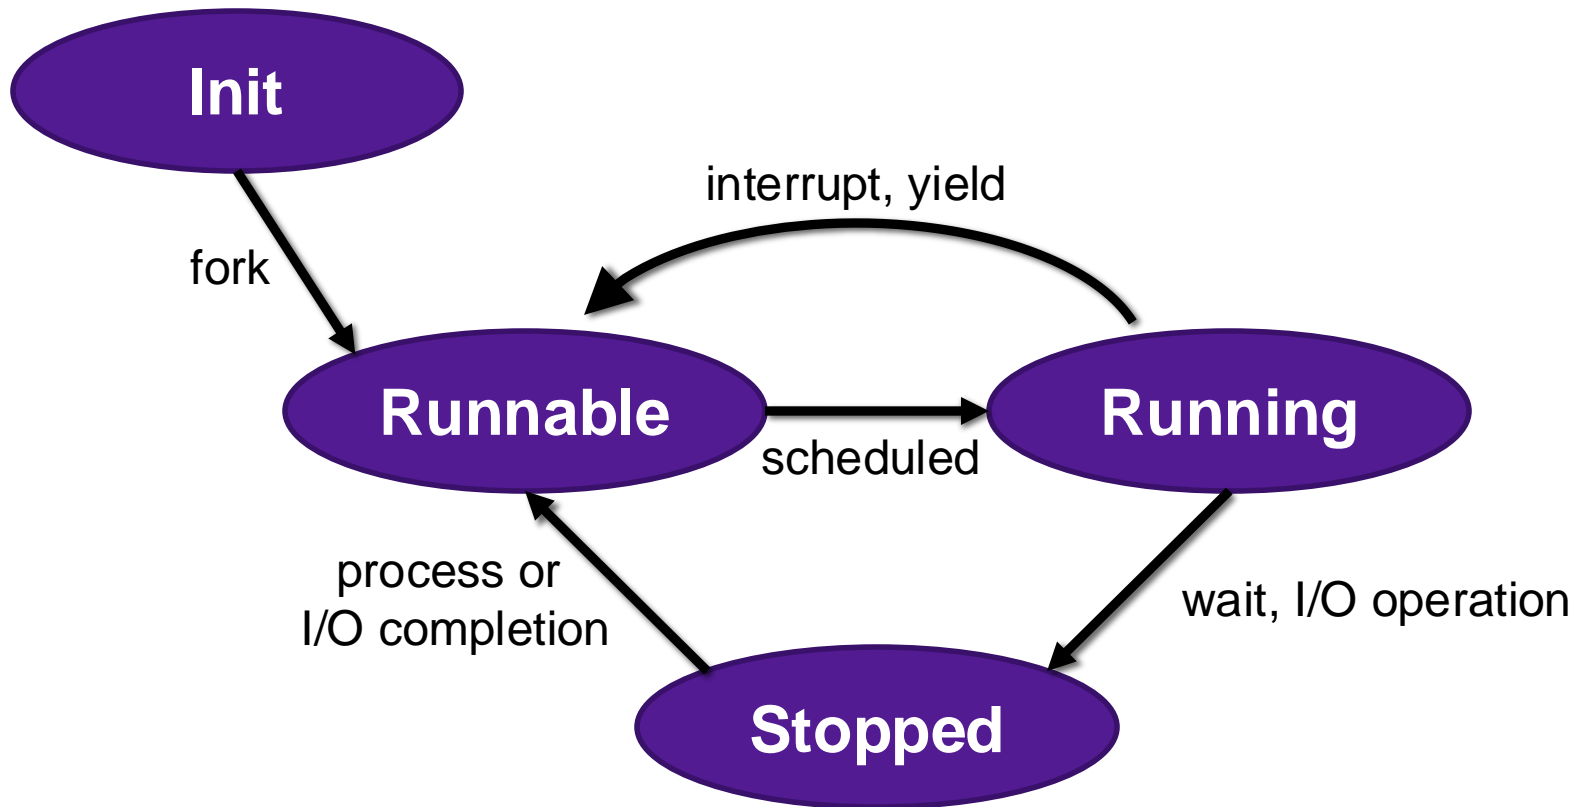 Init
interrupt, yield
fork
Runnable
Running
scheduled
process or
I/O completion
wait, I/O operation
Stopped